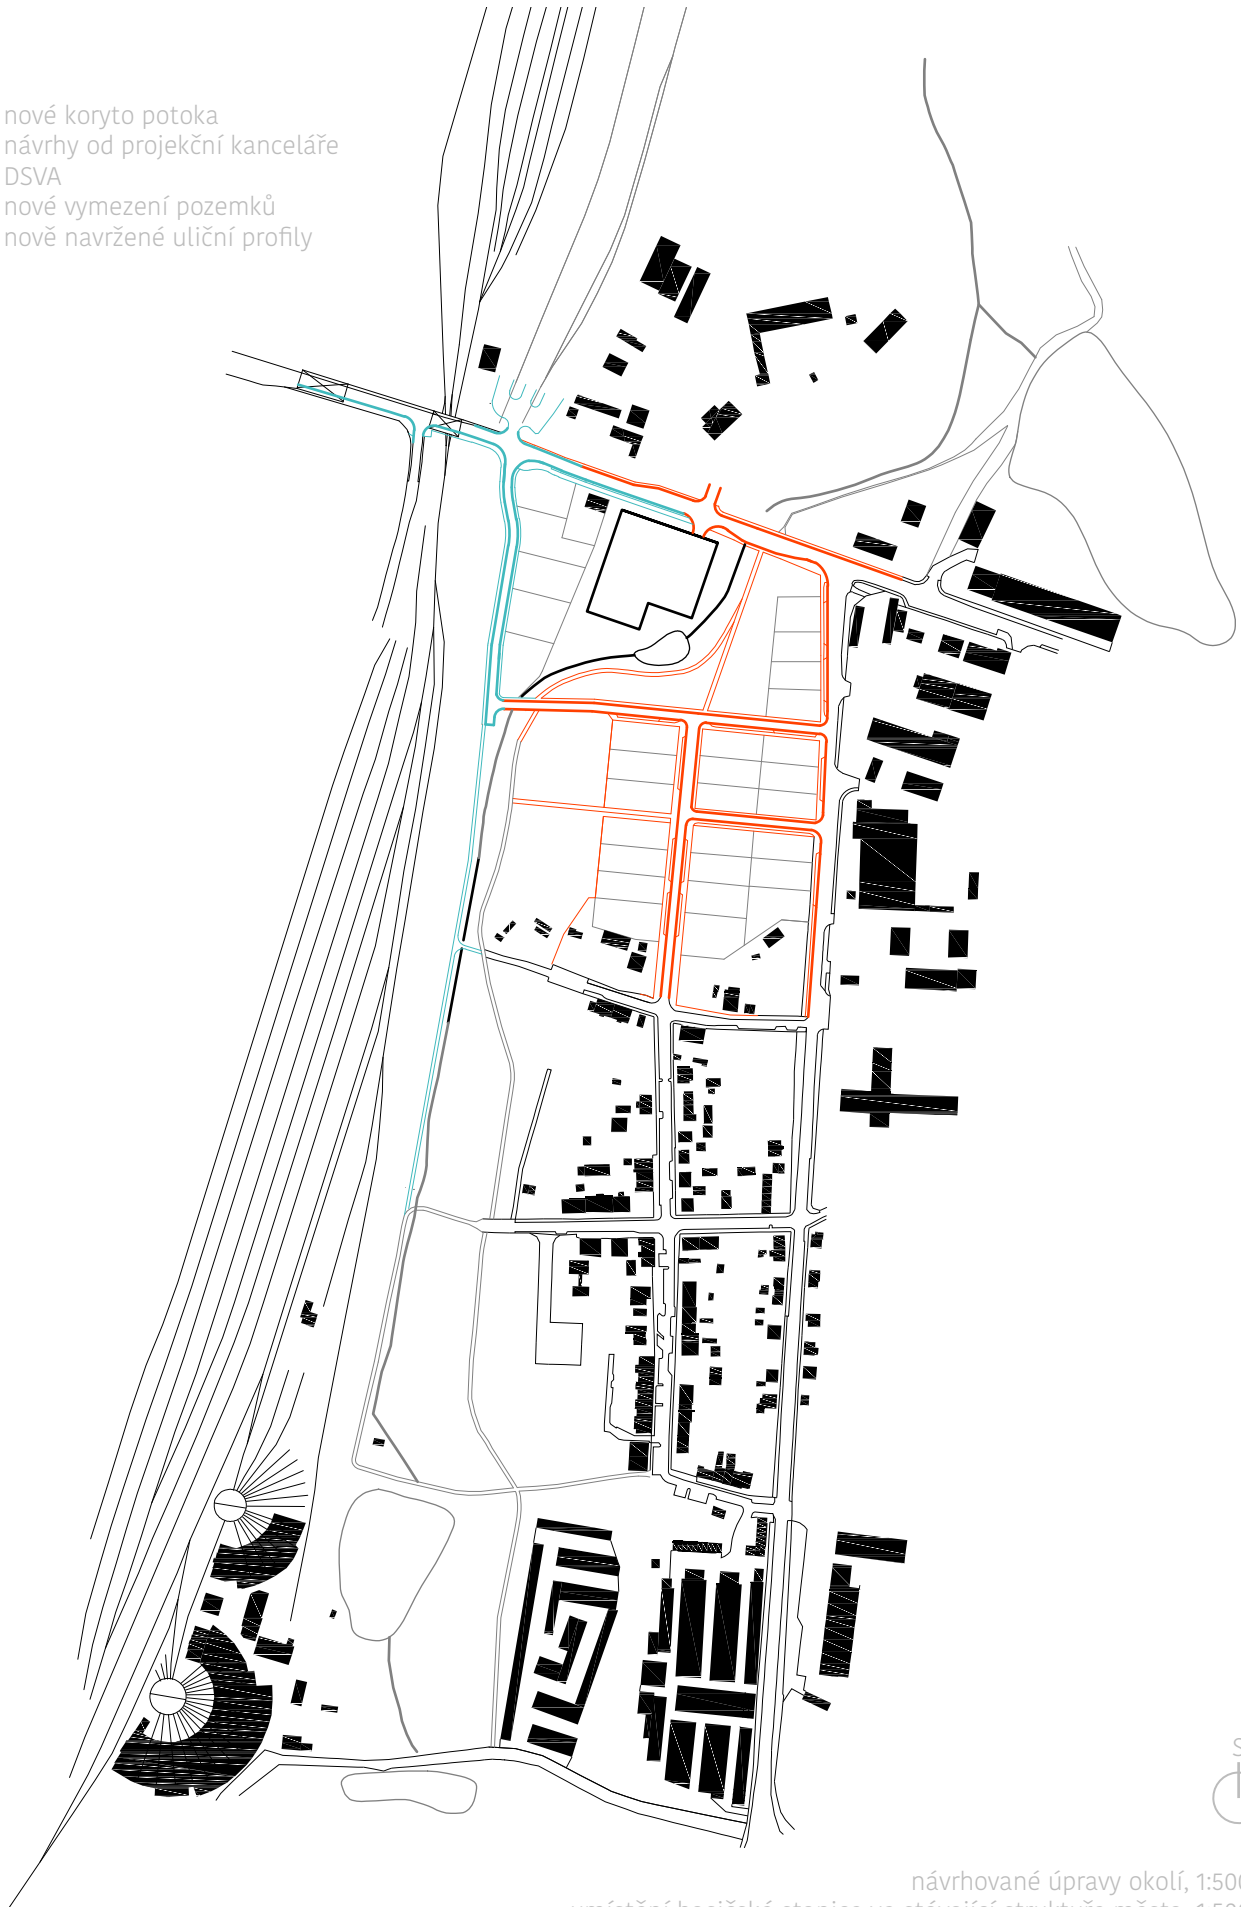 nové koryto potoka
návrhy od projekční kanceláře
DSVA
nové vymezení pozemků
nově navržené uliční profily
S
návrhované úpravy okolí, 1:500